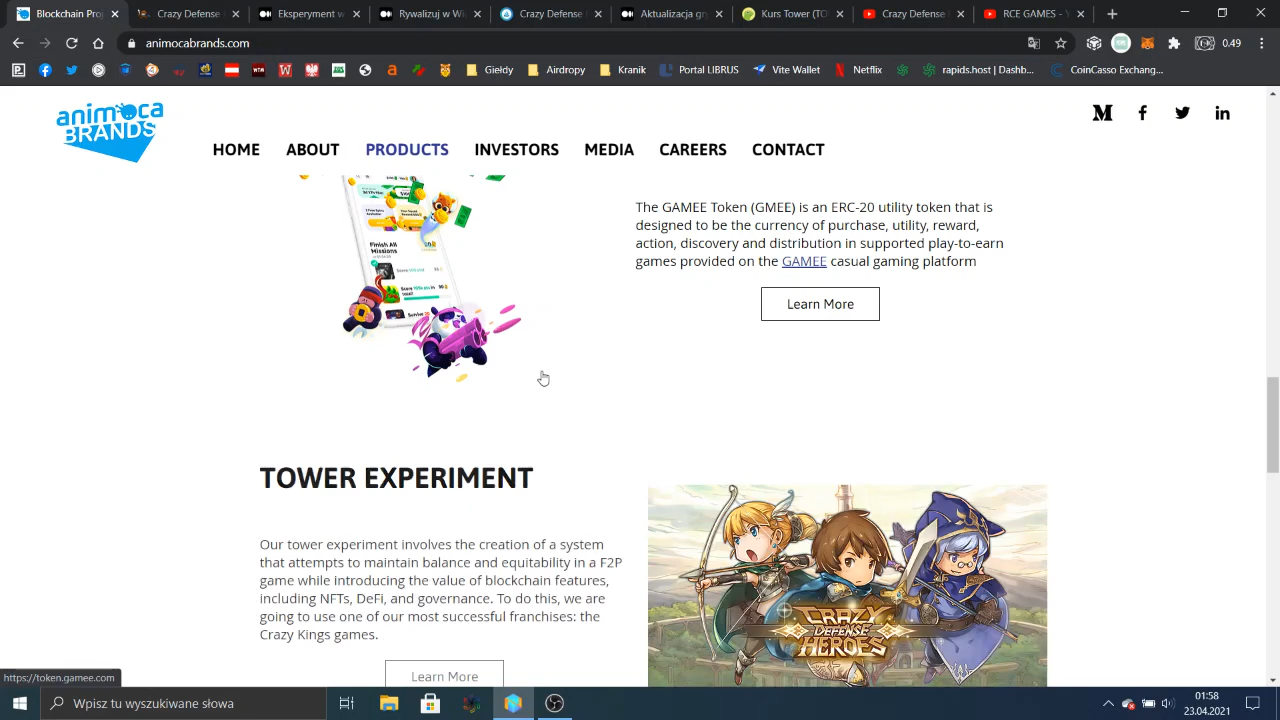 Blockchain Proj
Crazy Defense
Eksperyment w
Rywalizuj w Wi
Crazy Defense
Aktualizacja gr
Kurs Tower (TO
Crazy Defense
RCE GAMES - Y
animocabrands.com
0.49
Giełdy
Airdropy
Kraxik
Portal LIBRUS
Vite Wallet
Netflix
rapids.host | Dashb...
CoinCasso Exchang...
animoca
BRANDS
HOME
ABOUT
PRODUCTS
INVESTORS
MEDIA
CAREERS
CONTACT
Finish All
Missions
The GAMEE Token (GMEE) is an ERC-20 utility token that is
designed to be the currency of purchase, utility, reward,
action, discovery and distribution in supported play-to-earn
games provided on the GAMEE casual gaming platform
Learn More
TOWER EXPERIMENT
Our tower experiment involves the creation of a system
that attempts to maintain balance and equitability in a F2P
game while introducing the value of blockchain features,
including NFTs, DeFi, and governance. To do this, we are
going to use one of our most successful franchises: the
Crazy Kings games.
Learn More
CRAZY
DEFENSE
HEROES
https://token.gamee.com
Wpisz tu wyszukiwane słowa
01:58
23.04.2021